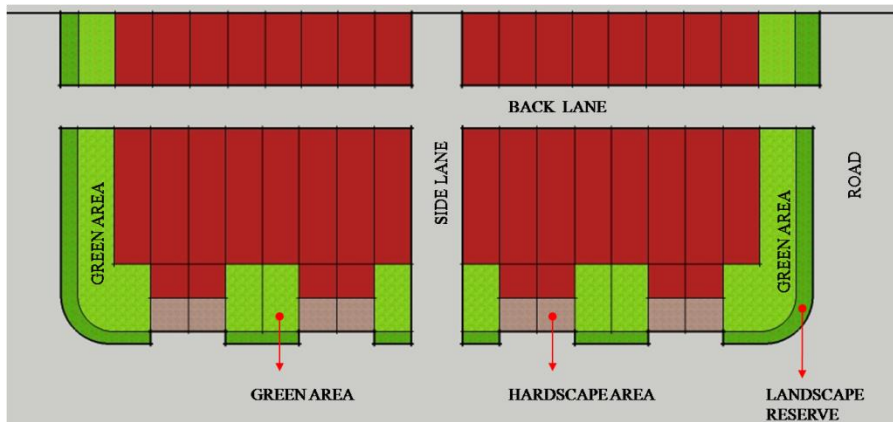 BACK LANE
GREEN AREA
SIDE LANE
GREEN AREA
ROAD
GREEN AREA
HARDSCAPE AREA
LANDSCAPE
RESERVE